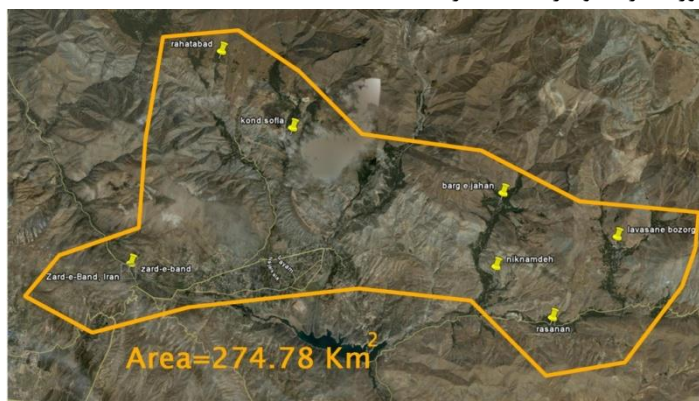 rahatabad
kond sofla
barg e jahan
lavasane bozorg
zard-e-band
Zard-e-Band, Iran
niknamdeh
rasanan
Area=274.78 Km²